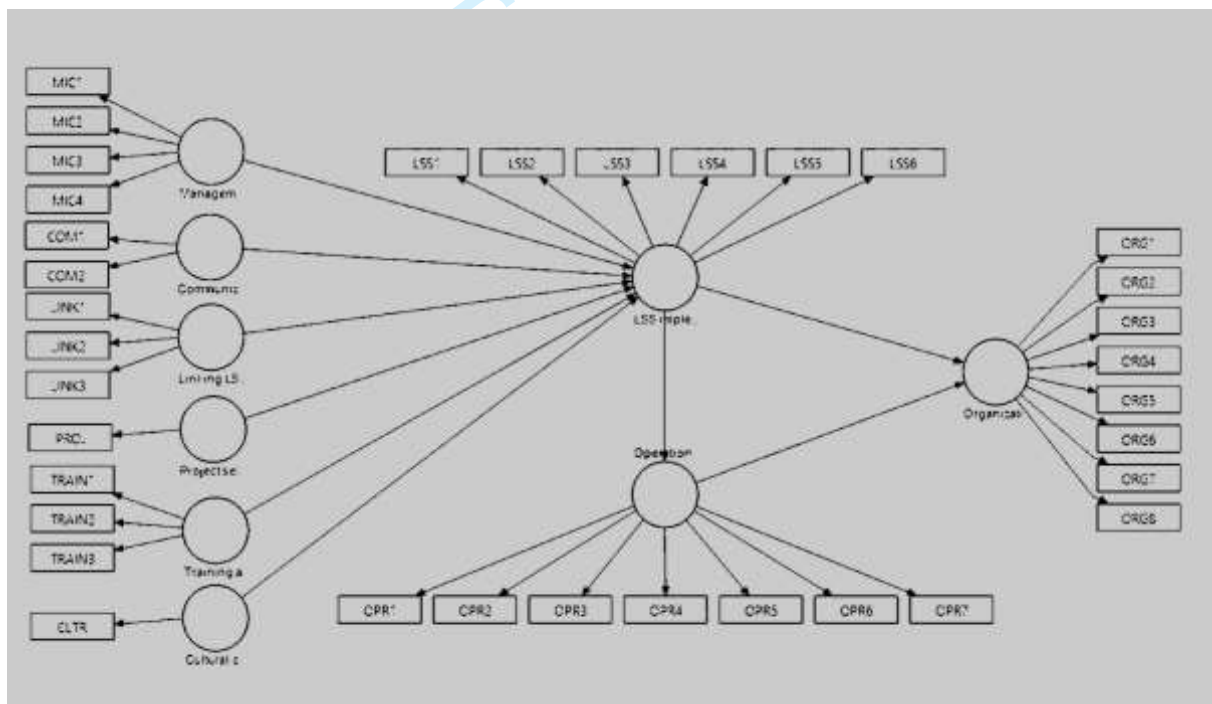 MIC1
MIC2
MIC3
MIC4
Managem
COM1
COM2
Communic
LINK1
LINK2
LINK3
Linking LS
PROJ
Project se
TRAIN1
TRAIN2
TRAIN3
Training a
CLTR
Cultural c
LSS1
LSS2
LSS3
LSS4
LSS5
LSS6
LSS imple.
Operation
OPR1
OPR2
OPR3
OPR4
OPR5
OPR6
OPR7
Organizati
ORG1
ORG2
ORG3
ORG4
ORG5
ORG6
ORG7
ORG8